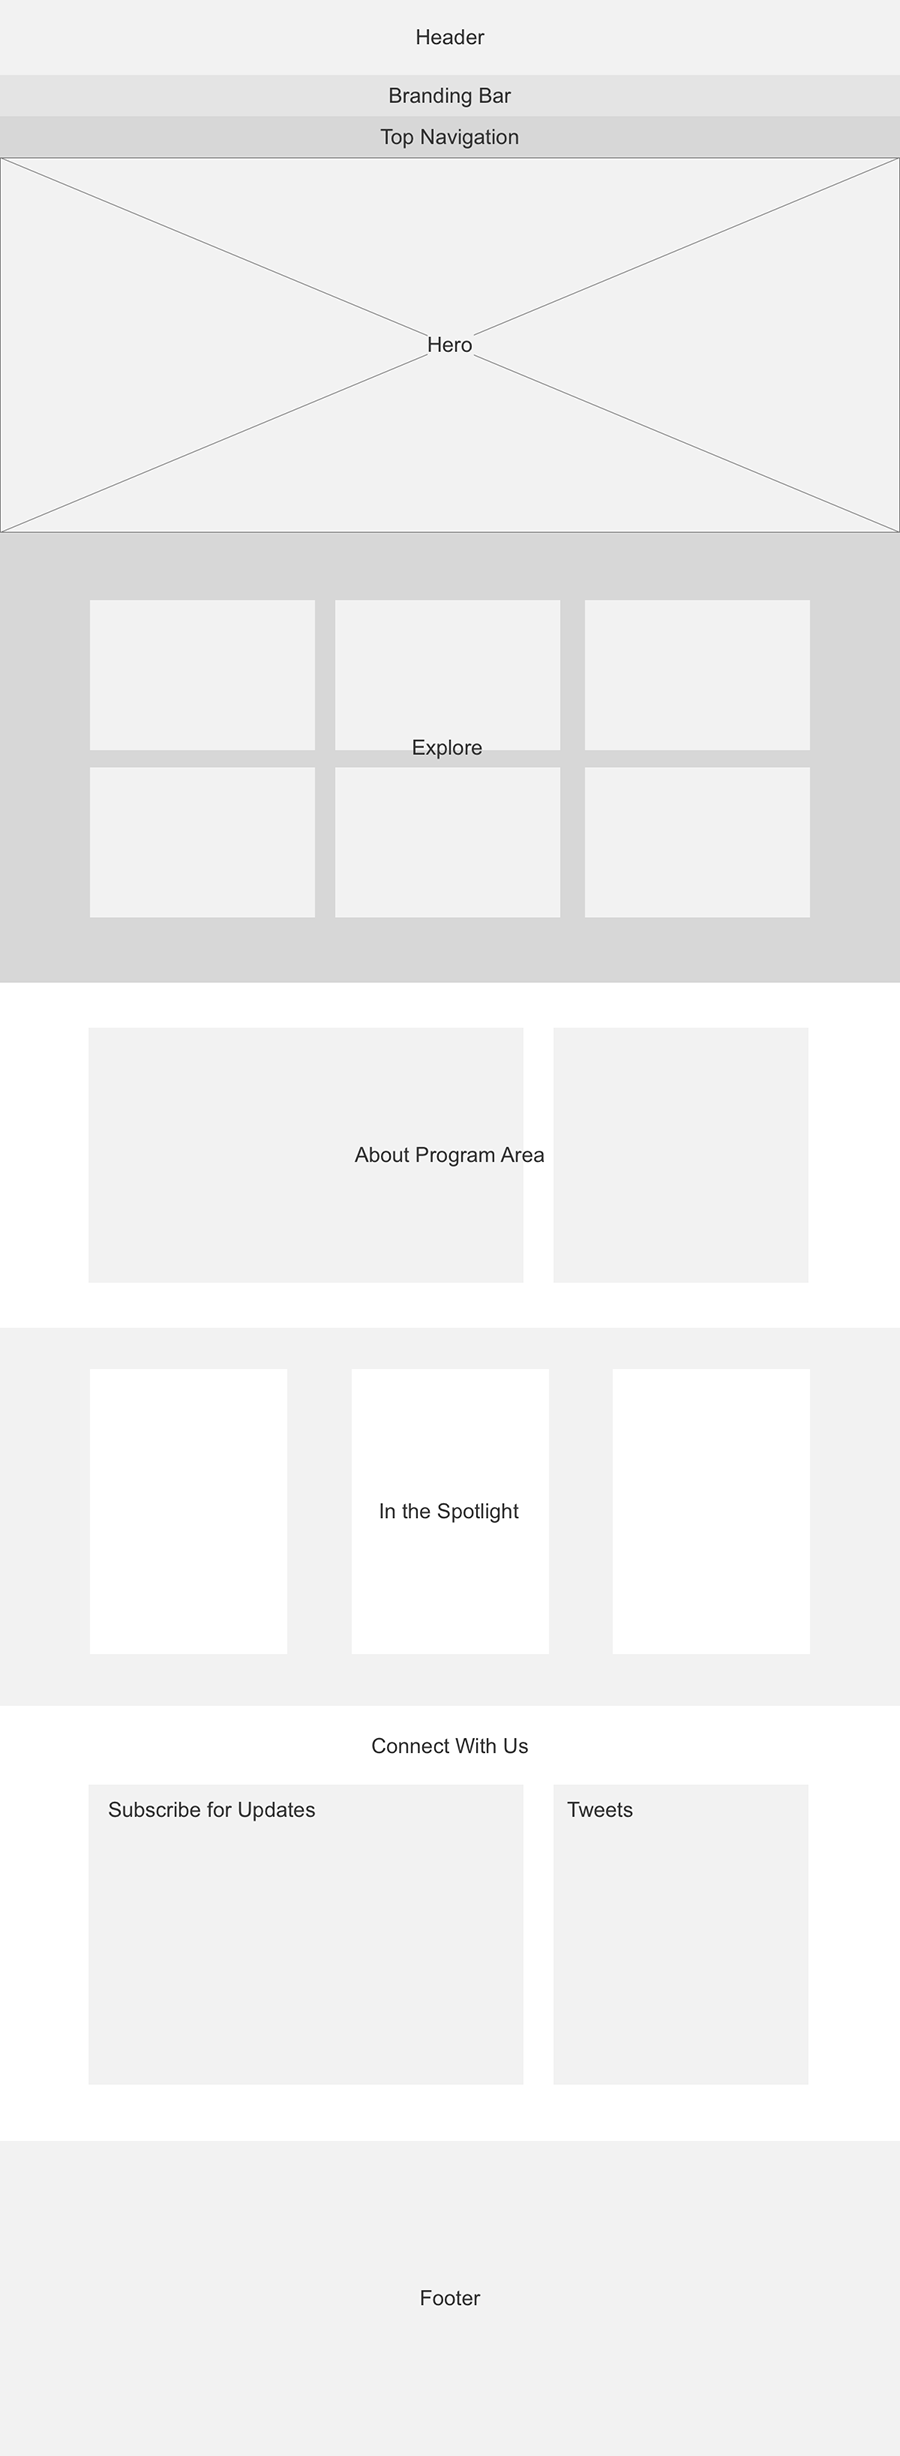 Header
Branding Bar
Top Navigation
Hero
Explore
About Program Area
In the Spotlight
Connect With Us
Subscribe for Updates
Tweets
Footer